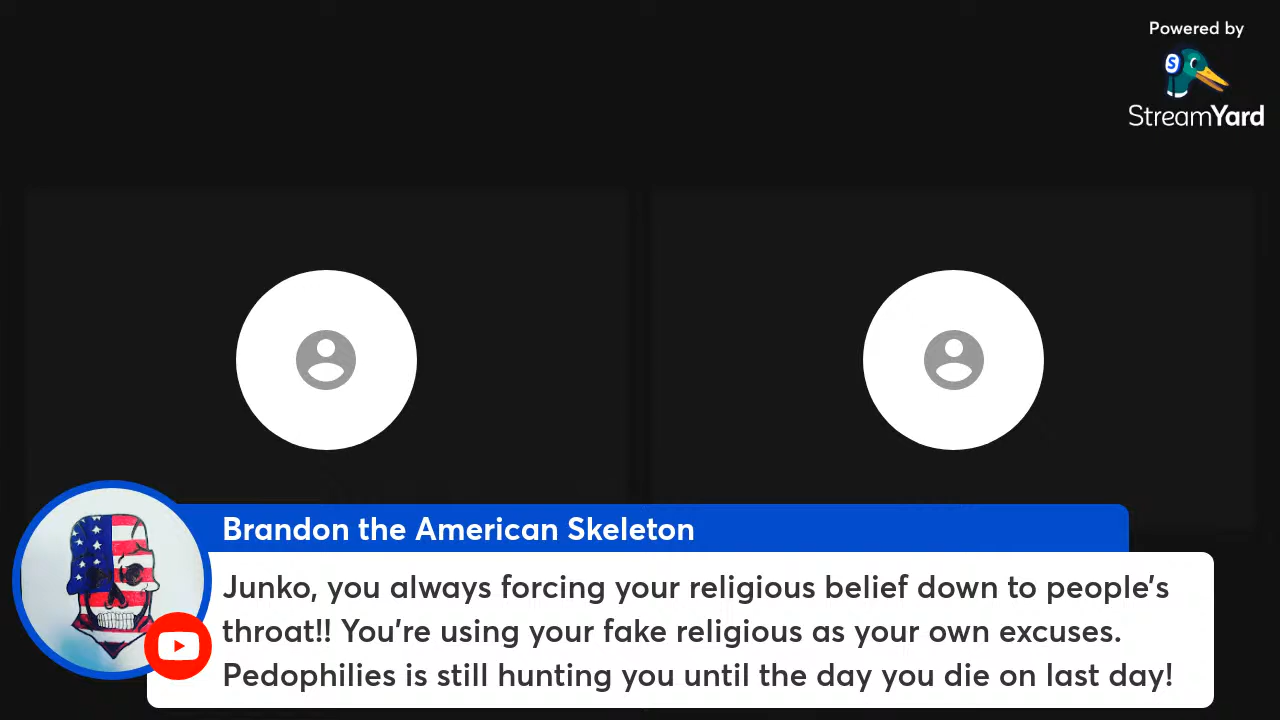 Powered by
S
StreamYard
Brandon the American Skeleton
Junko, you always forcing your religious belief down to people's
throat!! You're using your fake religious as your own excuses.
Pedophilies is still hunting you until the day you die on last day!